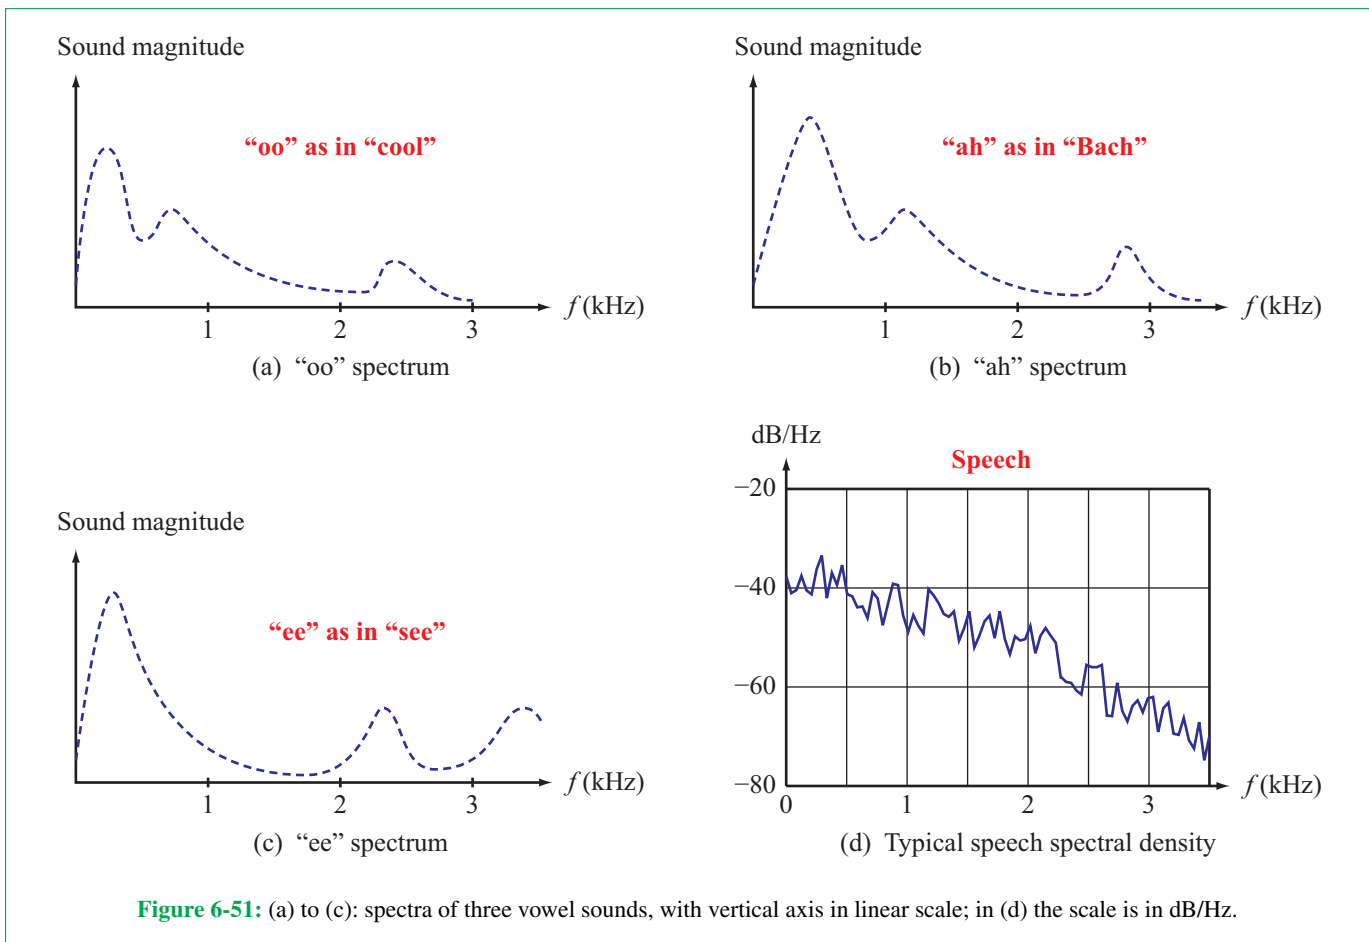 Sound magnitude
“oo” as in “cool”
f (kHz)
1 2 3
(a) “oo” spectrum
Sound magnitude
“ah” as in “Bach”
f (kHz)
1 2 3
(b) “ah” spectrum
Sound magnitude
“ee” as in “see”
f (kHz)
1 2 3
(c) “ee” spectrum
dB/Hz
Speech
−20
−40
−60
−80
f (kHz)
0 1 2 3
(d) Typical speech spectral density
Figure 6-51: (a) to (c): spectra of three vowel sounds, with vertical axis in linear scale; in (d) the scale is in dB/Hz.